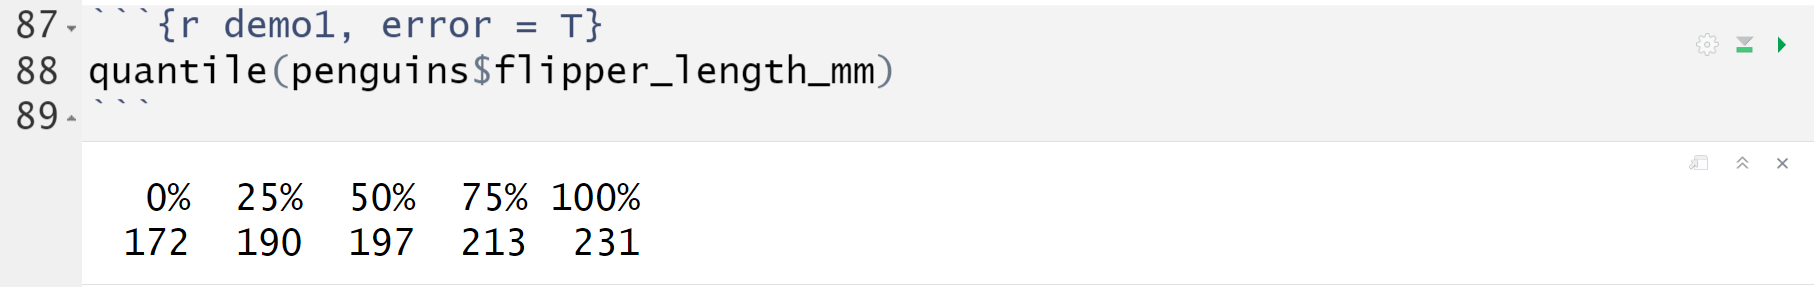 87 ```{r demo1, error = T}
88 quantile(penguins$flipper_length_mm)
89 ```
0% 25% 50% 75% 100%
172 190 197 213 231